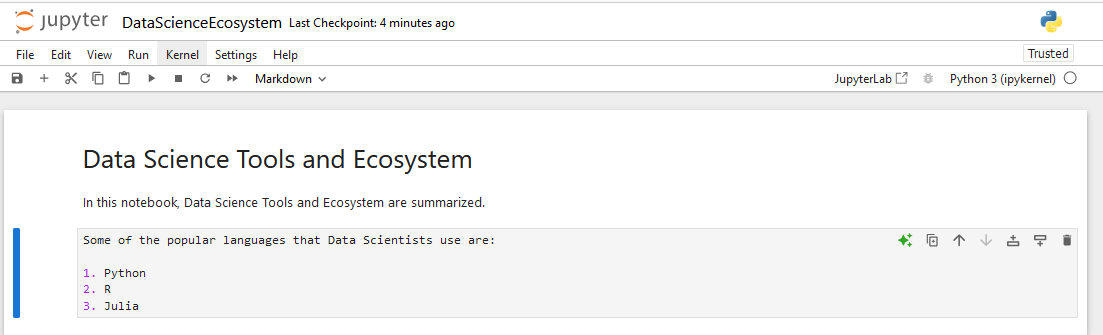 jupyter DataScienceEcosystem Last Checkpoint: 4 minutes ago
File Edit View Run Kernel Settings Help Trusted
Markdown JupyterLab Python 3 (ipykernel)
Data Science Tools and Ecosystem
In this notebook, Data Science Tools and Ecosystem are summarized.
Some of the popular languages that Data Scientists use are:
1. Python
2. R
3. Julia